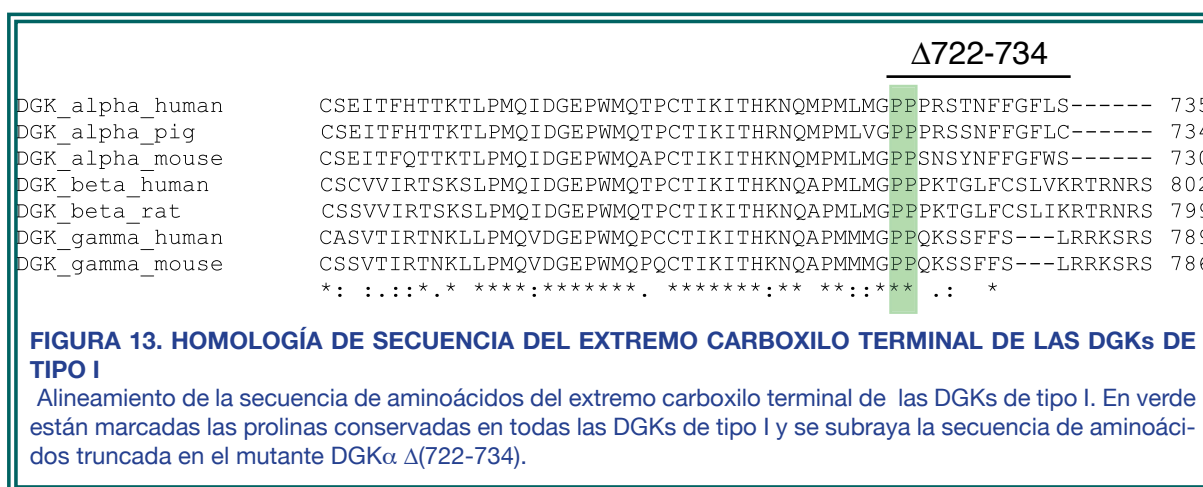 Δ722-734
DGK_alpha_human CSEITFHTTKTLPMQIDGEPWMQTPCTIKITHKNQMPMLMGPPPRSTNFFGFLS------ 735
DGK_alpha_pig CSEITFHTTKTLPMQIDGEPWMQTPCTIKITHRNQMPMLVGPPPRSSNFFGFLC------ 734
DGK_alpha_mouse CSEITFQTTKTLPMQIDGEPWMQAPCTIKITHKNQMPMLMGPPSNSYNFFGFWS------ 730
DGK_beta_human CSCVVIRTSKSLPMQIDGEPWMQTPCTIKITHKNQAPMLMGPPPKTGLFCSLVKRTRNRS 802
DGK_beta_rat CSSVVIRTSKSLPMQIDGEPWMQTPCTIKITHKNQAPMLMGPPPKTGLFCSLIKRTRNRS 799
DGK_gamma_human CASVTIRTNKLLPMQVDGEPWMQPCCTIKITHKNQAPMMMGPPQKSSFFS---LRRKSRS 789
DGK_gamma_mouse CSSVTIRTNKLLPMQVDGEPWMQPQCTIKITHKNQAPMMMGPPQKSSFFS---LRRKSRS 786
*: :.::*.* ****:*******. *******:** **::*** .: *
FIGURA 13. HOMOLOGÍA DE SECUENCIA DEL EXTREMO CARBOXILO TERMINAL DE LAS DGKs DE
TIPO I
Alineamiento de la secuencia de aminoácidos del extremo carboxilo terminal de las DGKs de tipo I. En verde
están marcadas las prolinas conservadas en todas las DGKs de tipo I y se subraya la secuencia de aminoáci-
dos truncada en el mutante DGKα Δ(722-734).